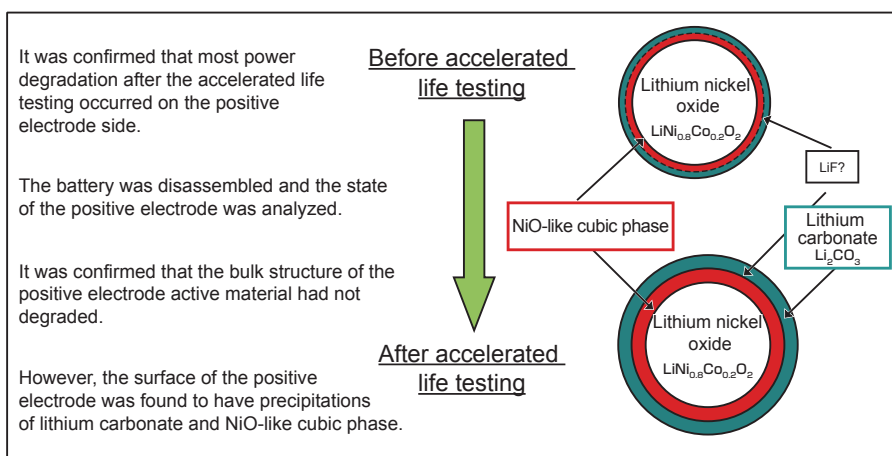 It was confirmed that most power
degradation after the accelerated life
testing occurred on the positive
electrode side.
The battery was disassembled and the state
of the positive electrode was analyzed.
It was confirmed that the bulk structure of the
positive electrode active material had not
degraded.
However, the surface of the positive
electrode was found to have precipitations
of lithium carbonate and NiO-like cubic phase.
Before accelerated
life testing
After accelerated
life testing
Lithium nickel
oxide
LiNi₀.₈Co₀.₂O₂
LiF?
NiO-like cubic phase
Lithium
carbonate
Li₂CO₃
Lithium nickel
oxide
LiNi₀.₈Co₀.₂O₂